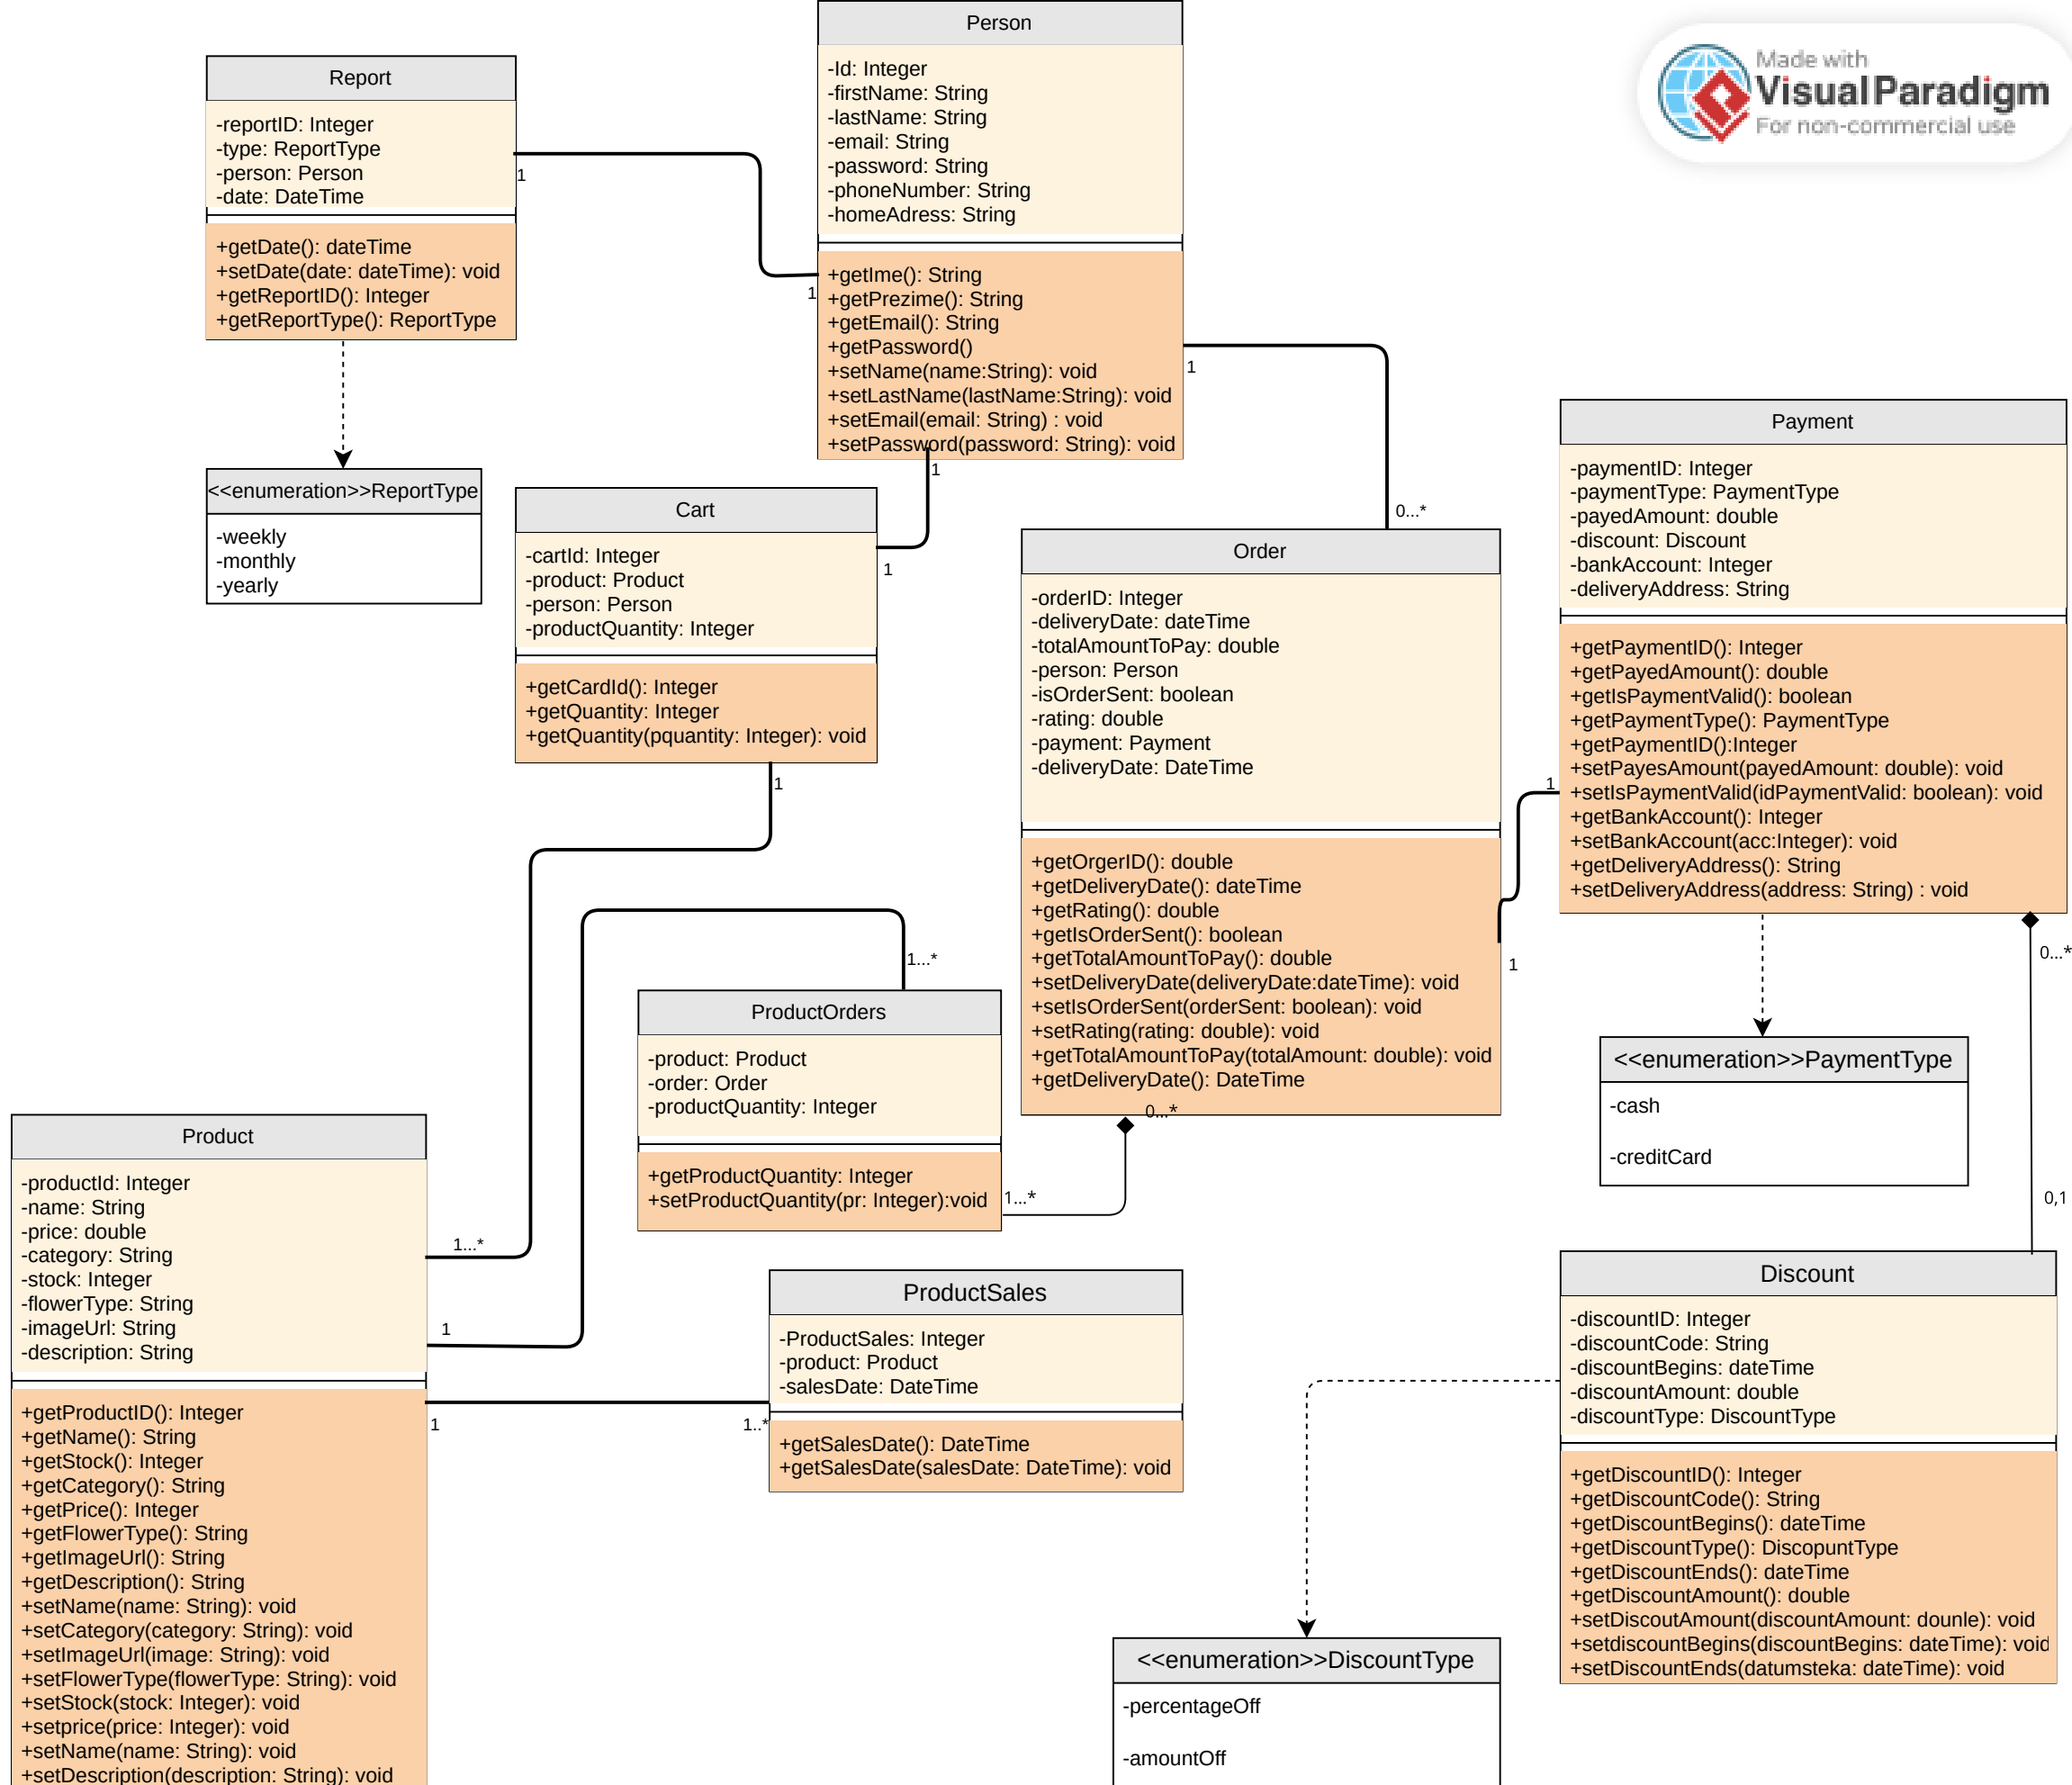 Person
-Id: Integer
-firstName: String
-lastName: String
-email: String
-password: String
-phoneNumber: String
-homeAdress: String
+getIme(): String
+getPrezime(): String
+getEmail(): String
+getPassword()
+setName(name:String): void
+setLastName(lastName:String): void
+setEmail(email: String) : void
+setPassword(password: String): void
Made with
VisualParadigm
For non-commercial use
Report
-reportID: Integer
-type: ReportType
-person: Person
-date: DateTime
+getDate(): dateTime
+setDate(date: dateTime): void
+getReportID(): Integer
+getReportType(): ReportType
1
1
1
0...*
1
1
<<enumeration>>ReportType
-weekly
-monthly
-yearly
Cart
-cartId: Integer
-product: Product
-person: Person
-productQuantity: Integer
+getCardId(): Integer
+getQuantity: Integer
+getQuantity(pquantity: Integer): void
1
Order
-orderID: Integer
-deliveryDate: dateTime
-totalAmountToPay: double
-person: Person
-isOrderSent: boolean
-rating: double
-payment: Payment
-deliveryDate: DateTime
+getOrgerID(): double
+getDeliveryDate(): dateTime
+getRating(): double
+getIsOrderSent(): boolean
+getTotalAmountToPay(): double
+setDeliveryDate(deliveryDate:dateTime): void
+setIsOrderSent(orderSent: boolean): void
+setRating(rating: double): void
+getTotalAmountToPay(totalAmount: double): void
+getDeliveryDate(): DateTime
0...*
1
1
Payment
-paymentID: Integer
-paymentType: PaymentType
-payedAmount: double
-discount: Discount
-bankAccount: Integer
-deliveryAddress: String
+getPaymentID(): Integer
+getPayedAmount(): double
+getIsPaymentValid(): boolean
+getPaymentType(): PaymentType
+getPaymentID():Integer
+setPayesAmount(payedAmount: double): void
+setIsPaymentValid(idPaymentValid: boolean): void
+getBankAccount(): Integer
+setBankAccount(acc:Integer): void
+getDeliveryAddress(): String
+setDeliveryAddress(address: String) : void
0...*
0,1
<<enumeration>>PaymentType
-cash
-creditCard
1...*
ProductOrders
-product: Product
-order: Order
-productQuantity: Integer
+getProductQuantity: Integer
+setProductQuantity(pr: Integer):void
1...*
Product
-productId: Integer
-name: String
-price: double
-category: String
-stock: Integer
-flowerType: String
-imageUrl: String
-description: String
+getProductID(): Integer
+getName(): String
+getStock(): Integer
+getCategory(): String
+getPrice(): Integer
+getFlowerType(): String
+getImageUrl(): String
+getDescription(): String
+setName(name: String): void
+setCategory(category: String): void
+setImageUrl(image: String): void
+setFlowerType(flowerType: String): void
+setStock(stock: Integer): void
+setprice(price: Integer): void
+setName(name: String): void
+setDescription(description: String): void
1...*
1
1
1..*
ProductSales
-ProductSales: Integer
-product: Product
-salesDate: DateTime
+getSalesDate(): DateTime
+getSalesDate(salesDate: DateTime): void
Discount
-discountID: Integer
-discountCode: String
-discountBegins: dateTime
-discountAmount: double
-discountType: DiscountType
+getDiscountID(): Integer
+getDiscountCode(): String
+getDiscountBegins(): dateTime
+getDiscountType(): DiscopuntType
+getDiscountEnds(): dateTime
+getDiscountAmount(): double
+setDiscoutAmount(discountAmount: dounle): void
+setdiscountBegins(discountBegins: dateTime): void
+setDiscountEnds(datumsteka: dateTime): void
<<enumeration>>DiscountType
-percentageOff
-amountOff